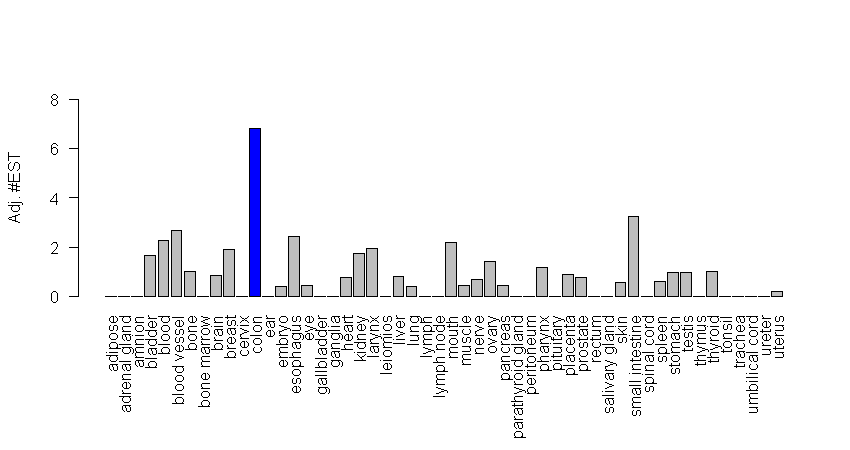 Adj. #EST
8
6
4
2
0
adipose
adrenal gland
amnion
bladder
blood
blood vessel
bone
bone marrow
brain
breast
cervix
colon
ear
embryo
esophagus
eye
gallbladder
ganglia
heart
kidney
larynx
leiomios
liver
lung
lymph
lymph node
mouth
muscle
nerve
ovary
pancreas
parathyroid gland
peritoneum
pharynx
pituitary
placenta
prostate
rectum
salivary gland
skin
small intestine
spinal cord
spleen
stomach
testis
thymus
thyroid
tonsil
trachea
umbilical cord
ureter
uterus